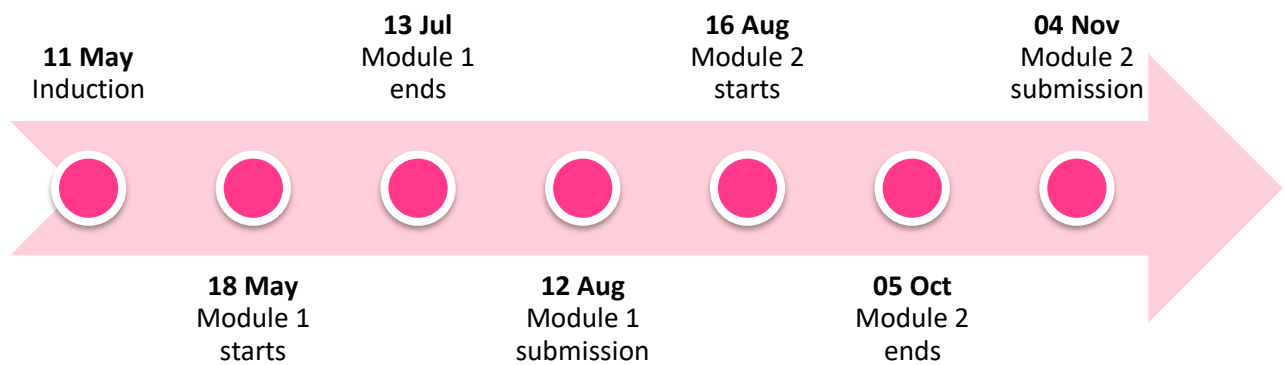 11 May
Induction
18 May
Module 1
starts
13 Jul
Module 1
ends
12 Aug
Module 1
submission
16 Aug
Module 2
starts
05 Oct
Module 2
ends
04 Nov
Module 2
submission